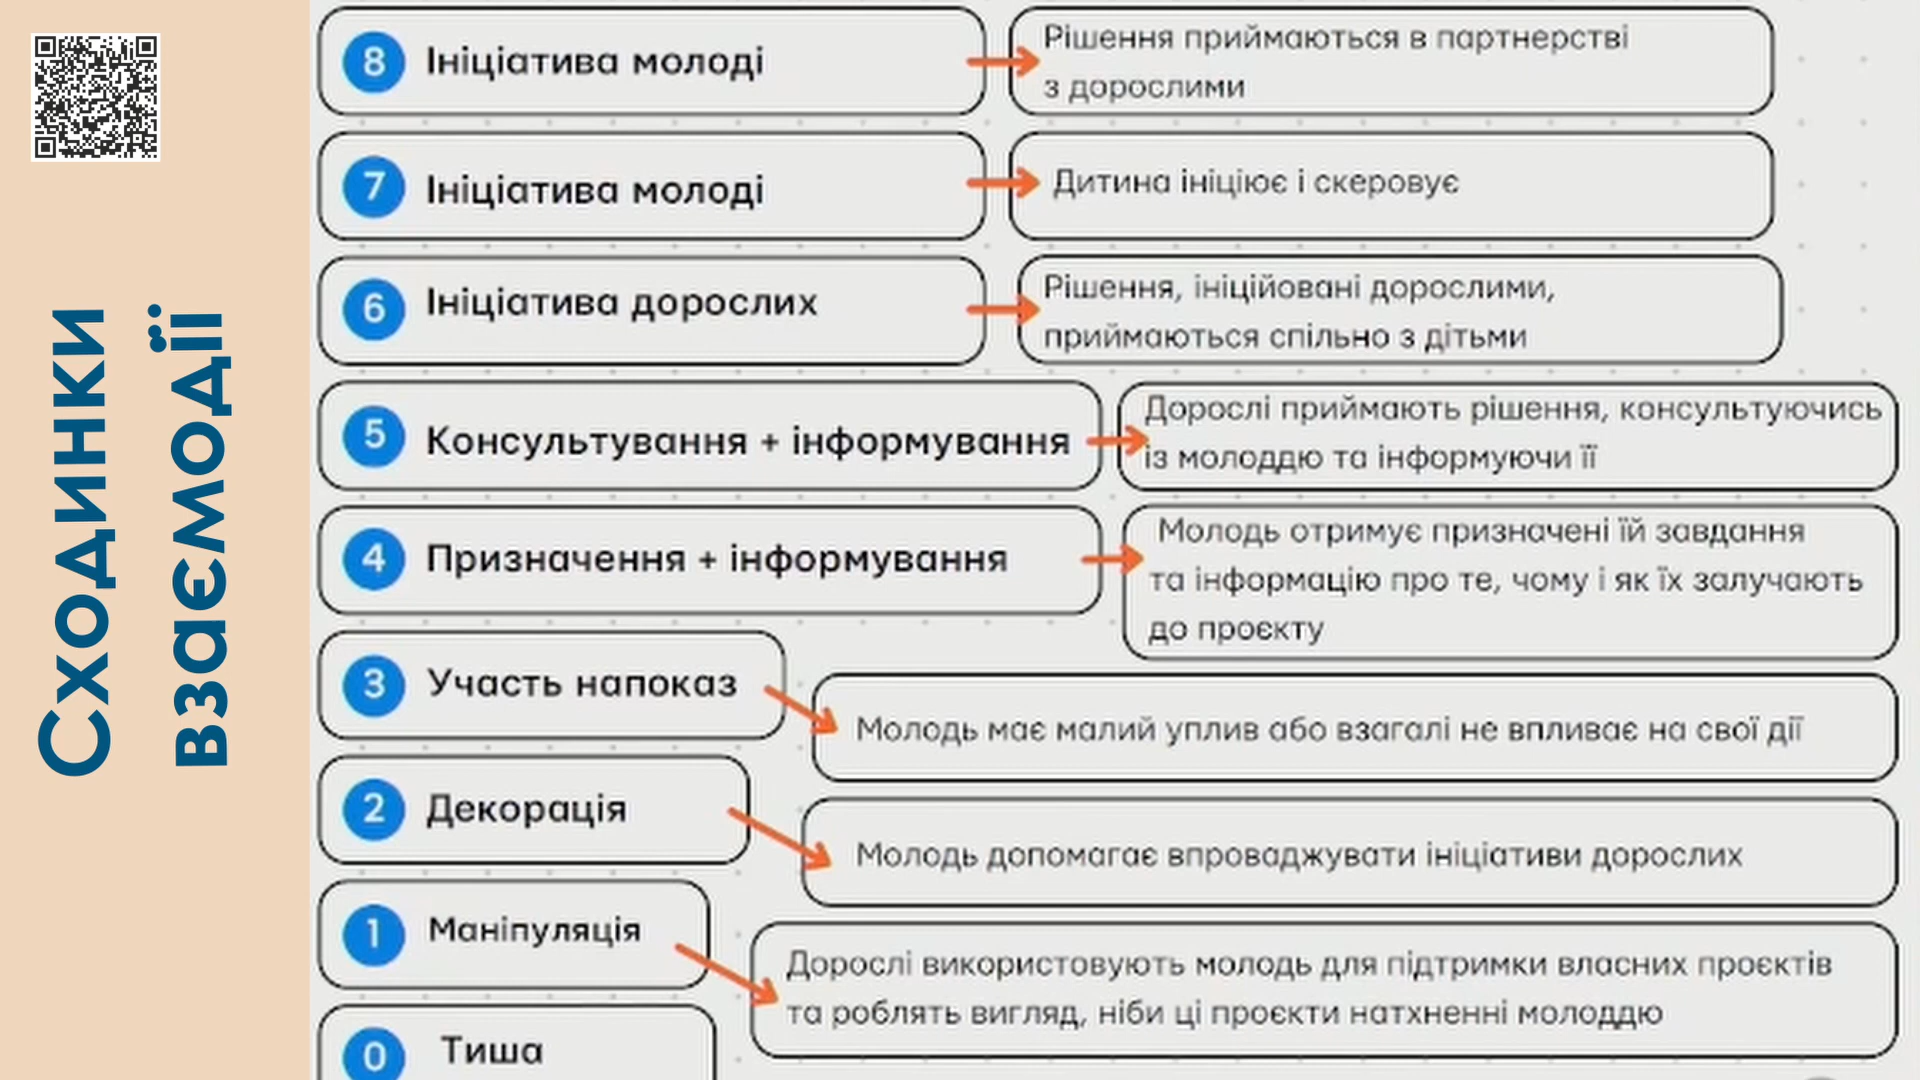 Сходинки
взаємодії
8 Ініціатива молоді
Рішення приймаються в партнерстві
з дорослими
7 Ініціатива молоді
Дитина ініціює і скеровує
6 Ініціатива дорослих
Рішення, ініційовані дорослими,
приймаються спільно з дітьми
5 Консультування + інформування
Дорослі приймають рішення, консультуючись
із молоддю та інформуючи її
4 Призначення + інформування
Молодь отримує призначені їй завдання
та інформацію про те, чому і як їх залучають
до проєкту
3 Участь напоказ
Молодь має малий уплив або взагалі не впливає на свої дії
2 Декорація
Молодь допомагає впроваджувати ініціативи дорослих
1 Маніпуляція
Дорослі використовують молодь для підтримки власних проєктів
та роблять вигляд, ніби ці проєкти натхненні молоддю
0 Тиша